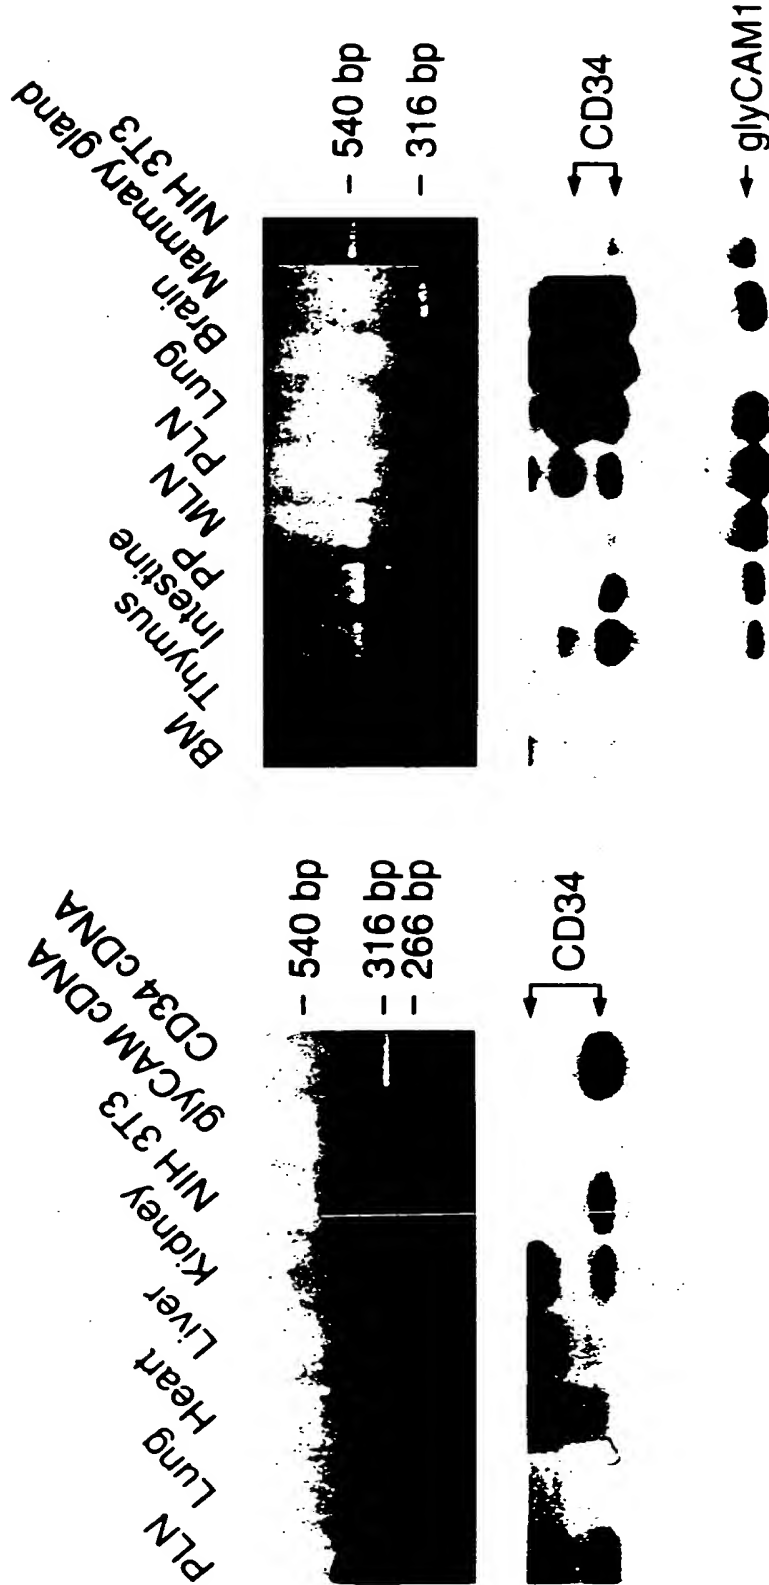 PLN
Lung
Heart
Liver
Kidney
NIH 3T3
glyCAM cDNA
CD34 cDNA
– 540 bp
– 316 bp
– 266 bp
CD34
BM
Thymus
Intestine
PP
MLN
PLN
Lung
Brain
Mammary gland
NIH 3T3
– 540 bp
– 316 bp
CD34
← glyCAM1